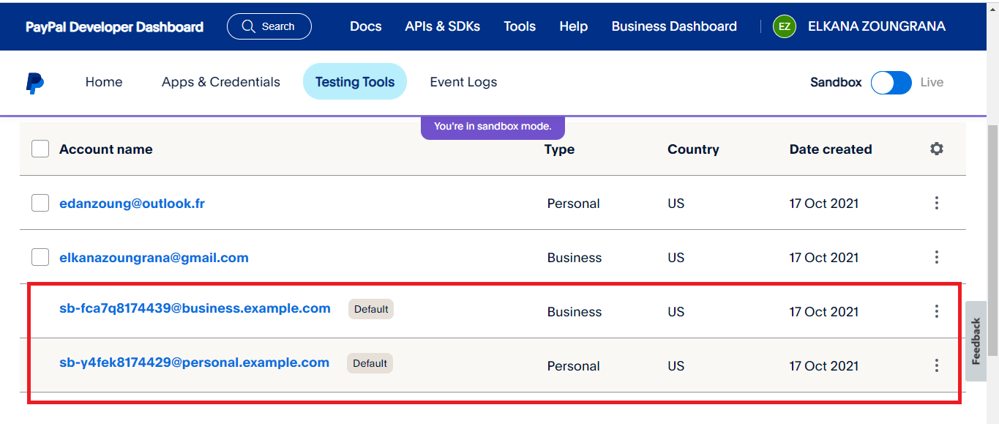 PayPal Developer Dashboard Search Docs APIs & SDKs Tools Help Business Dashboard EZ ELKANA ZOUNGRANA
Home Apps & Credentials Testing Tools Event Logs Sandbox Live
You're in sandbox mode.
Account name Type Country Date created
edanzoung@outlook.fr Personal US 17 Oct 2021
elkanazoungrana@gmail.com Business US 17 Oct 2021
sb-fca7q8174439@business.example.com Default Business US 17 Oct 2021
sb-y4fek8174429@personal.example.com Default Personal US 17 Oct 2021
Feedback